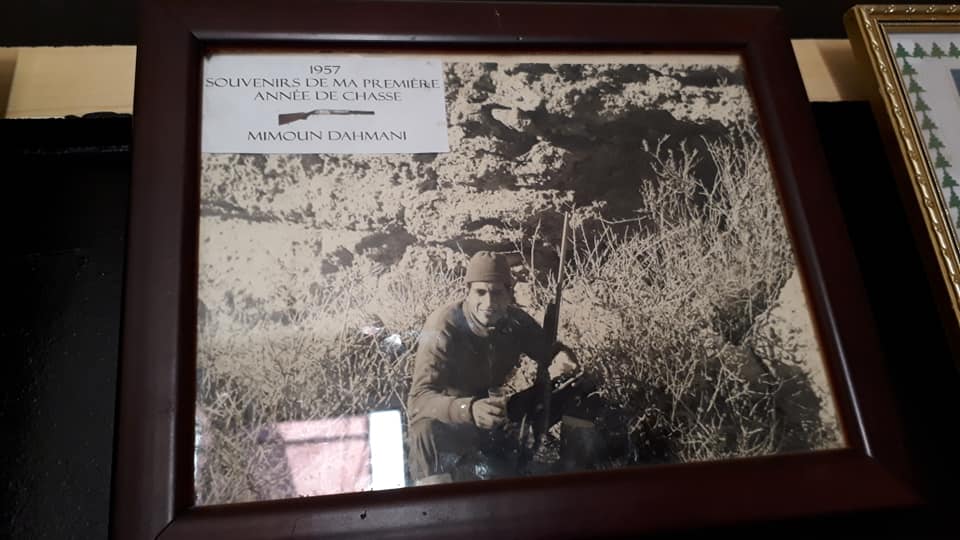 1957
SOUVENIRS DE MA PREMIÈRE
ANNÉE DE CHASSE
MIMOUN DAHMANI